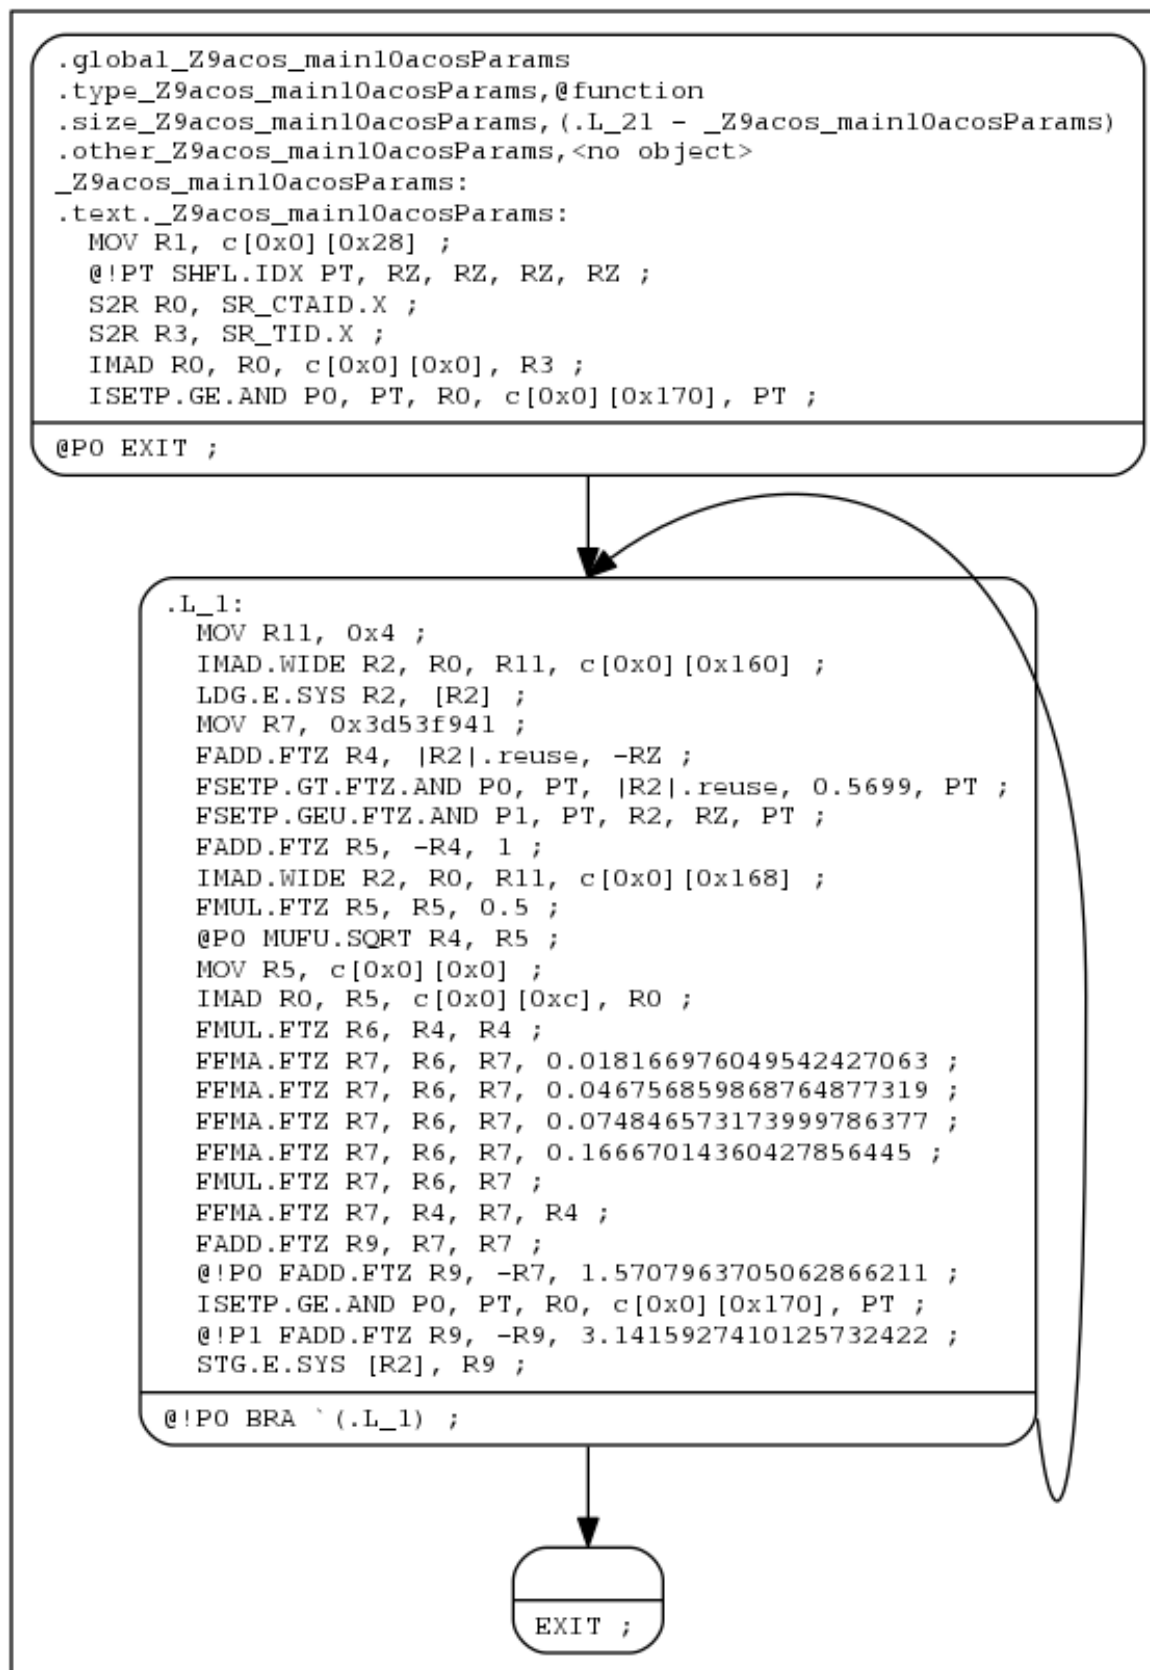 .global_Z9acos_main10acosParams
.type_Z9acos_main10acosParams,@function
.size_Z9acos_main10acosParams,(.L_21 - _Z9acos_main10acosParams)
.other_Z9acos_main10acosParams,<no object>
_Z9acos_main10acosParams:
.text._Z9acos_main10acosParams:
MOV R1, c[0x0][0x28] ;
@!PT SHFL.IDX PT, RZ, RZ, RZ, RZ ;
S2R R0, SR_CTAID.X ;
S2R R3, SR_TID.X ;
IMAD R0, R0, c[0x0][0x0], R3 ;
ISETP.GE.AND P0, PT, R0, c[0x0][0x170], PT ;
@P0 EXIT ;
.L_1:
MOV R11, 0x4 ;
IMAD.WIDE R2, R0, R11, c[0x0][0x160] ;
LDG.E.SYS R2, [R2] ;
MOV R7, 0x3d53f941 ;
FADD.FTZ R4, |R2|.reuse, -RZ ;
FSETP.GT.FTZ.AND P0, PT, |R2|.reuse, 0.5699, PT ;
FSETP.GEU.FTZ.AND P1, PT, R2, RZ, PT ;
FADD.FTZ R5, -R4, 1 ;
IMAD.WIDE R2, R0, R11, c[0x0][0x168] ;
FMUL.FTZ R5, R5, 0.5 ;
@P0 MUFU.SQRT R4, R5 ;
MOV R5, c[0x0][0x0] ;
IMAD R0, R5, c[0x0][0xc], R0 ;
FMUL.FTZ R6, R4, R4 ;
FFMA.FTZ R7, R6, R7, 0.018166976049542427063 ;
FFMA.FTZ R7, R6, R7, 0.046756859868764877319 ;
FFMA.FTZ R7, R6, R7, 0.074846573173999786377 ;
FFMA.FTZ R7, R6, R7, 0.16667014360427856445 ;
FMUL.FTZ R7, R6, R7 ;
FFMA.FTZ R7, R4, R7, R4 ;
FADD.FTZ R9, R7, R7 ;
@!P0 FADD.FTZ R9, -R7, 1.5707963705062866211 ;
ISETP.GE.AND P0, PT, R0, c[0x0][0x170], PT ;
@!P1 FADD.FTZ R9, -R9, 3.1415927410125732422 ;
STG.E.SYS [R2], R9 ;
@!P0 BRA `(.L_1) ;
EXIT ;